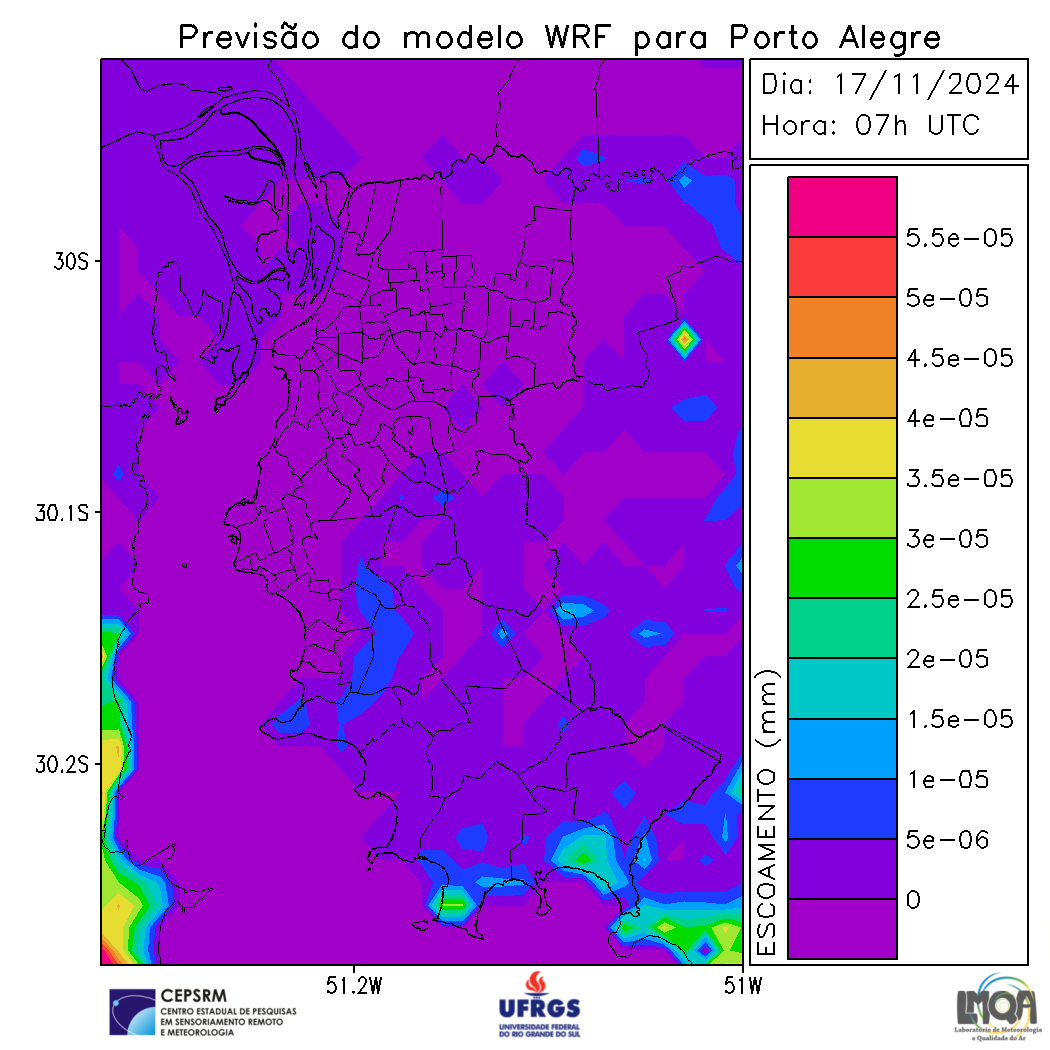 Previsão do modelo WRF para Porto Alegre
Dia: 17/11/2024
Hora: 07h UTC
5.5e-05
5e-05
4.5e-05
4e-05
3.5e-05
3e-05
2.5e-05
2e-05
1.5e-05
1e-05
5e-06
0
ESCOAMENTO (mm)
30S
30.1S
30.2S
51.2W
51W
CEPSRM
CENTRO ESTADUAL DE PESQUISAS
EM SENSORIAMENTO REMOTO
E METEOROLOGIA
UFRGS
UNIVERSIDADE FEDERAL
DO RIO GRANDE DO SUL
LMQA
Laboratório de Meteorologia
e Qualidade do Ar